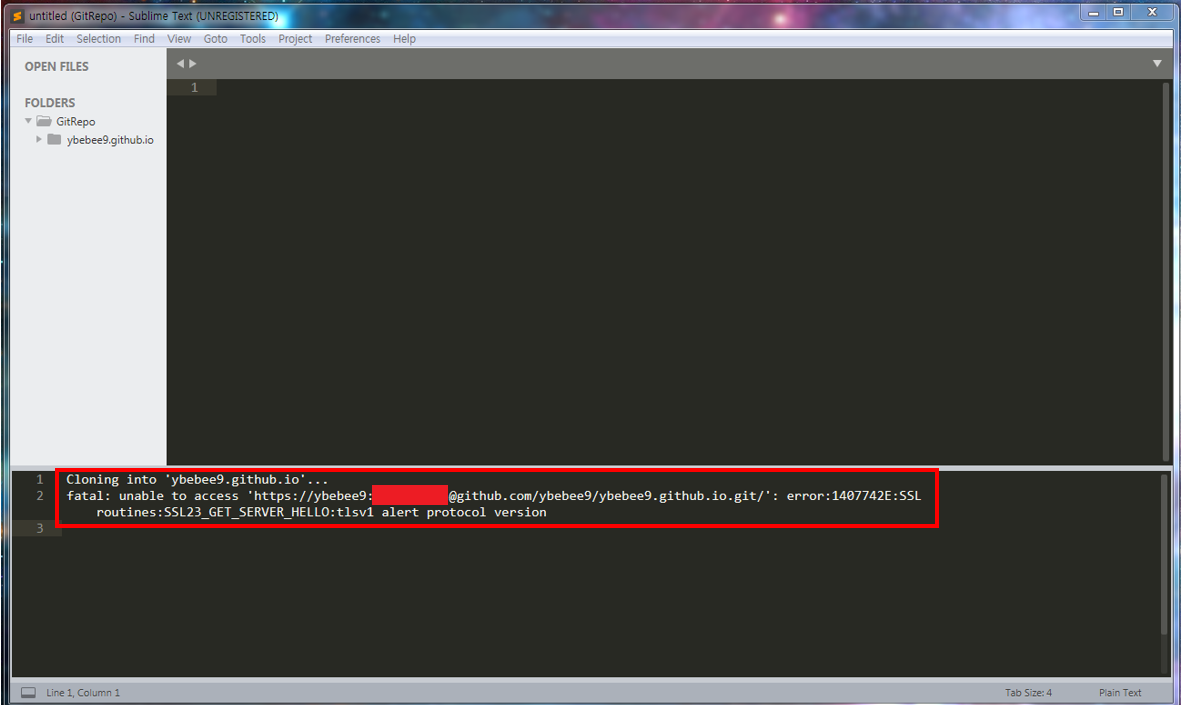 untitled (GitRepo) - Sublime Text (UNREGISTERED)
File Edit Selection Find View Goto Tools Project Preferences Help
OPEN FILES
FOLDERS
GitRepo
ybebee9.github.io
1
1 Cloning into 'ybebee9.github.io'...
2 fatal: unable to access 'https://ybebee9: @github.com/ybebee9/ybebee9.github.io.git/': error:1407742E:SSL
routines:SSL23_GET_SERVER_HELLO:tlsv1 alert protocol version
3
Line 1, Column 1 Tab Size: 4 Plain Text